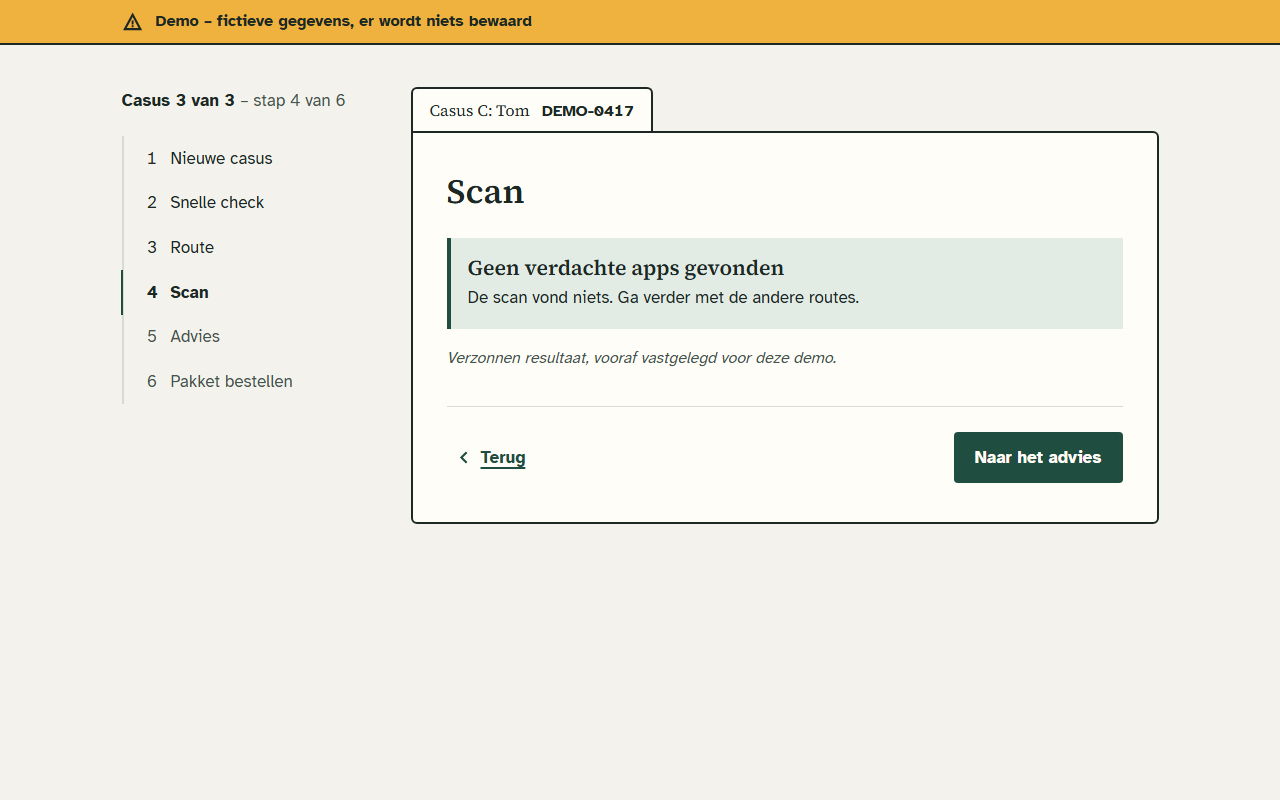 Demo – fictieve gegevens, er wordt niets bewaard
Casus 3 van 3 – stap 4 van 6
1 Nieuwe casus
2 Snelle check
3 Route
4 Scan
5 Advies
6 Pakket bestellen
Casus C: Tom DEMO-0417
Scan
Geen verdachte apps gevonden
De scan vond niets. Ga verder met de andere routes.
Verzonnen resultaat, vooraf vastgelegd voor deze demo.
Terug
Naar het advies